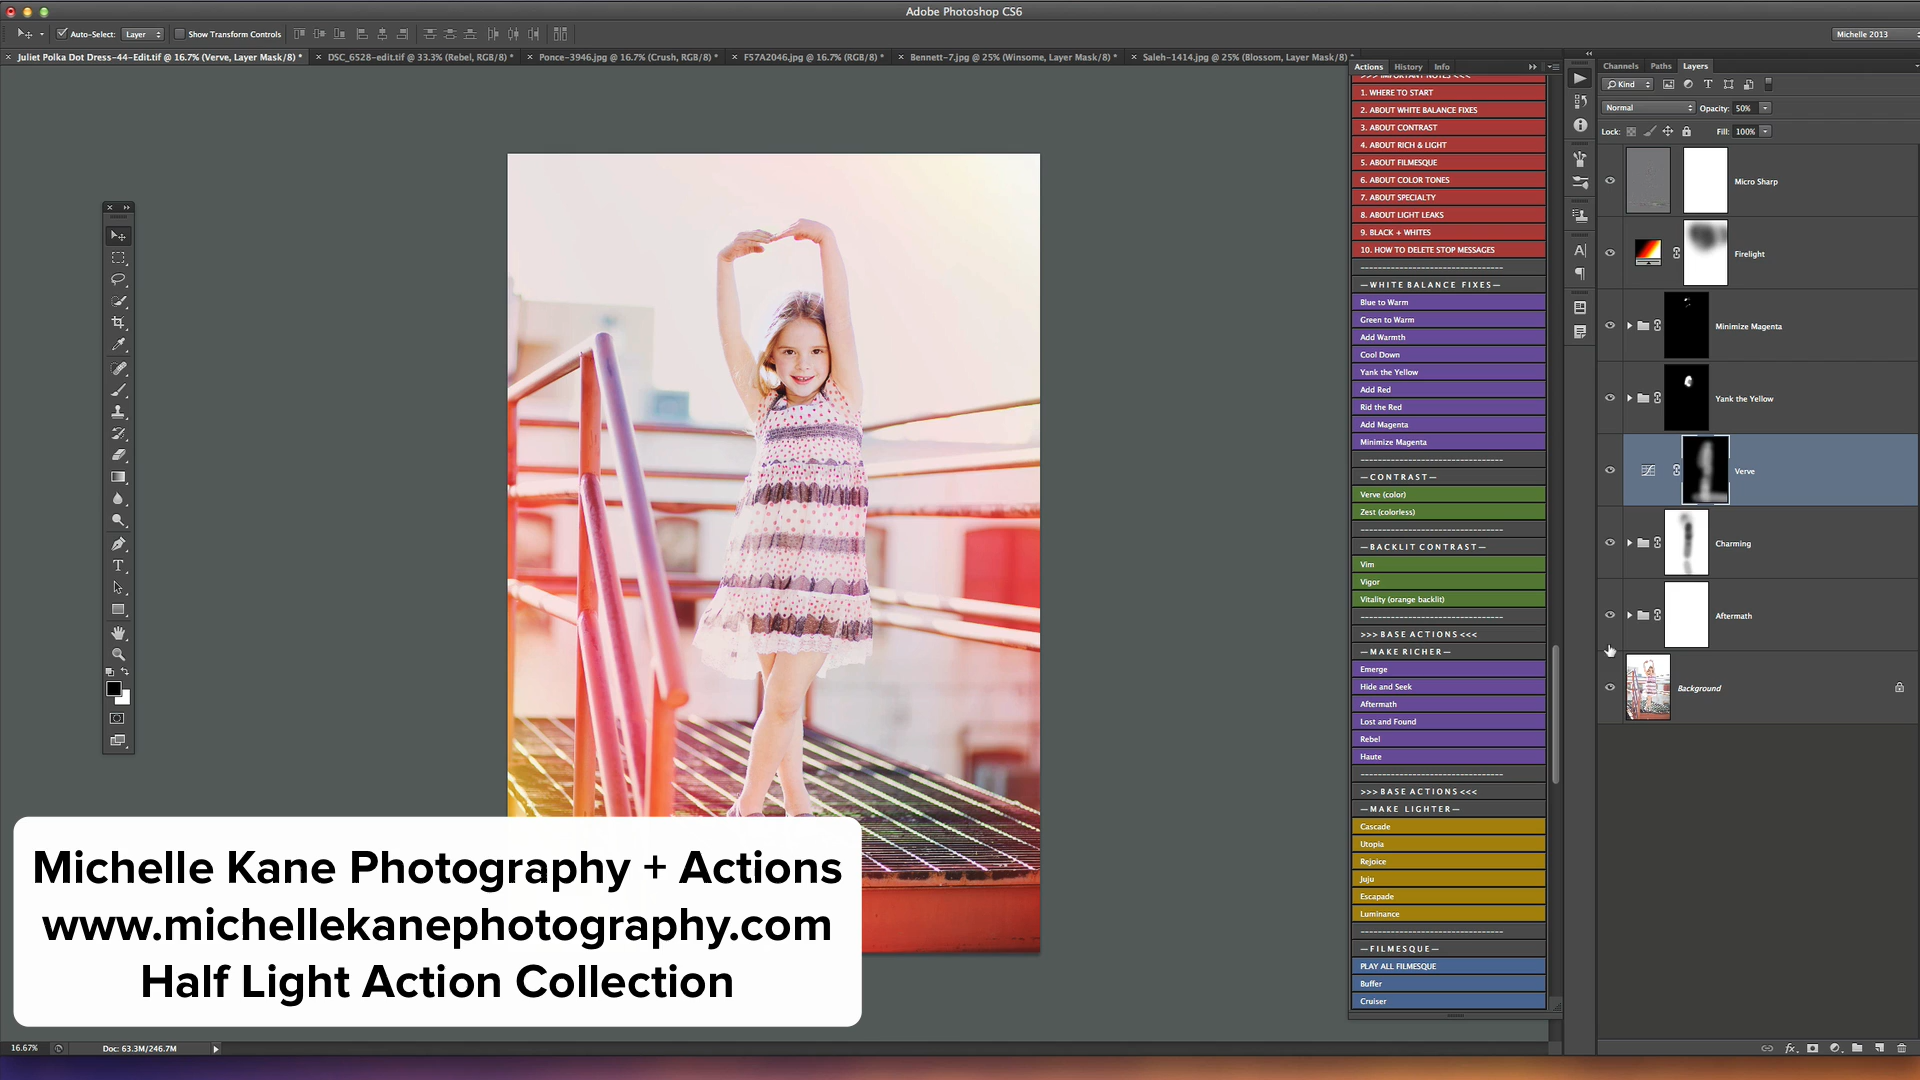 Adobe Photoshop CS6
Auto-Select: Layer Show Transform Controls
Michelle 2013
Juliet Polka Dot Dress-44-Edit.tif @ 16.7% (Verve, Layer Mask/8) *
DSC_6528-edit.tif @ 33.3% (Rebel, RGB/8) *
Ponce-3946.jpg @ 16.7% (Crush, RGB/8) *
F57A2046.jpg @ 16.7% (RGB/8) *
Bennett-7.jpg @ 25% (Winsome, Layer Mask/8) *
Saleh-1414.jpg @ 25% (Blossom, Layer Mask/8) *
Actions History Info
>>> IMPORTANT NOTES <<<
1. WHERE TO START
2. ABOUT WHITE BALANCE FIXES
3. ABOUT CONTRAST
4. ABOUT RICH & LIGHT
5. ABOUT FILMESQUE
6. ABOUT COLOR TONES
7. ABOUT SPECIALTY
8. ABOUT LIGHT LEAKS
9. BLACK + WHITES
10. HOW TO DELETE STOP MESSAGES
—WHITE BALANCE FIXES—
Blue to Warm
Green to Warm
Add Warmth
Cool Down
Yank the Yellow
Add Red
Rid the Red
Add Magenta
Minimize Magenta
—CONTRAST—
Verve (color)
Zest (colorless)
—BACKLIT CONTRAST—
Vim
Vigor
Vitality (orange backlit)
>>> BASE ACTIONS <<<
—MAKE RICHER—
Emerge
Hide and Seek
Aftermath
Lost and Found
Rebel
Haute
>>> BASE ACTIONS <<<
—MAKE LIGHTER—
Cascade
Utopia
Rejoice
Juju
Escapade
Luminance
—FILMESQUE—
PLAY ALL FILMESQUE
Buffer
Cruiser
Channels Paths Layers
Kind
Normal Opacity: 50%
Lock: Fill: 100%
Micro Sharp
Firelight
Minimize Magenta
Yank the Yellow
Verve
Charming
Aftermath
Background
Michelle Kane Photography + Actions
www.michellekanephotography.com
Half Light Action Collection
16.67% Doc: 63.3M/246.7M